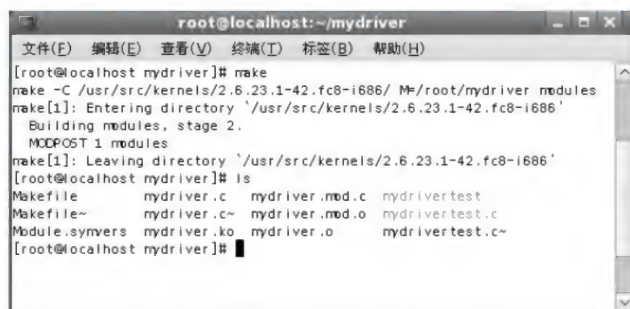 root@localhost:~/mydriver
文件(F) 编辑(E) 查看(V) 终端(T) 标签(B) 帮助(H)
[root@localhost mydriver]# make
make -C /usr/src/kernels/2.6.23.1-42.fc8-i686/ M=/root/mydriver modules
make[1]: Entering directory `/usr/src/kernels/2.6.23.1-42.fc8-i686'
  Building modules, stage 2.
  MODPOST 1 modules
make[1]: Leaving directory `/usr/src/kernels/2.6.23.1-42.fc8-i686'
[root@localhost mydriver]# ls
Makefile mydriver.c mydriver.mod.c mydrivertest
Makefile~ mydriver.c~ mydriver.mod.o mydrivertest.c
Module.symvers mydriver.ko mydriver.o mydrivertest.c~
[root@localhost mydriver]#